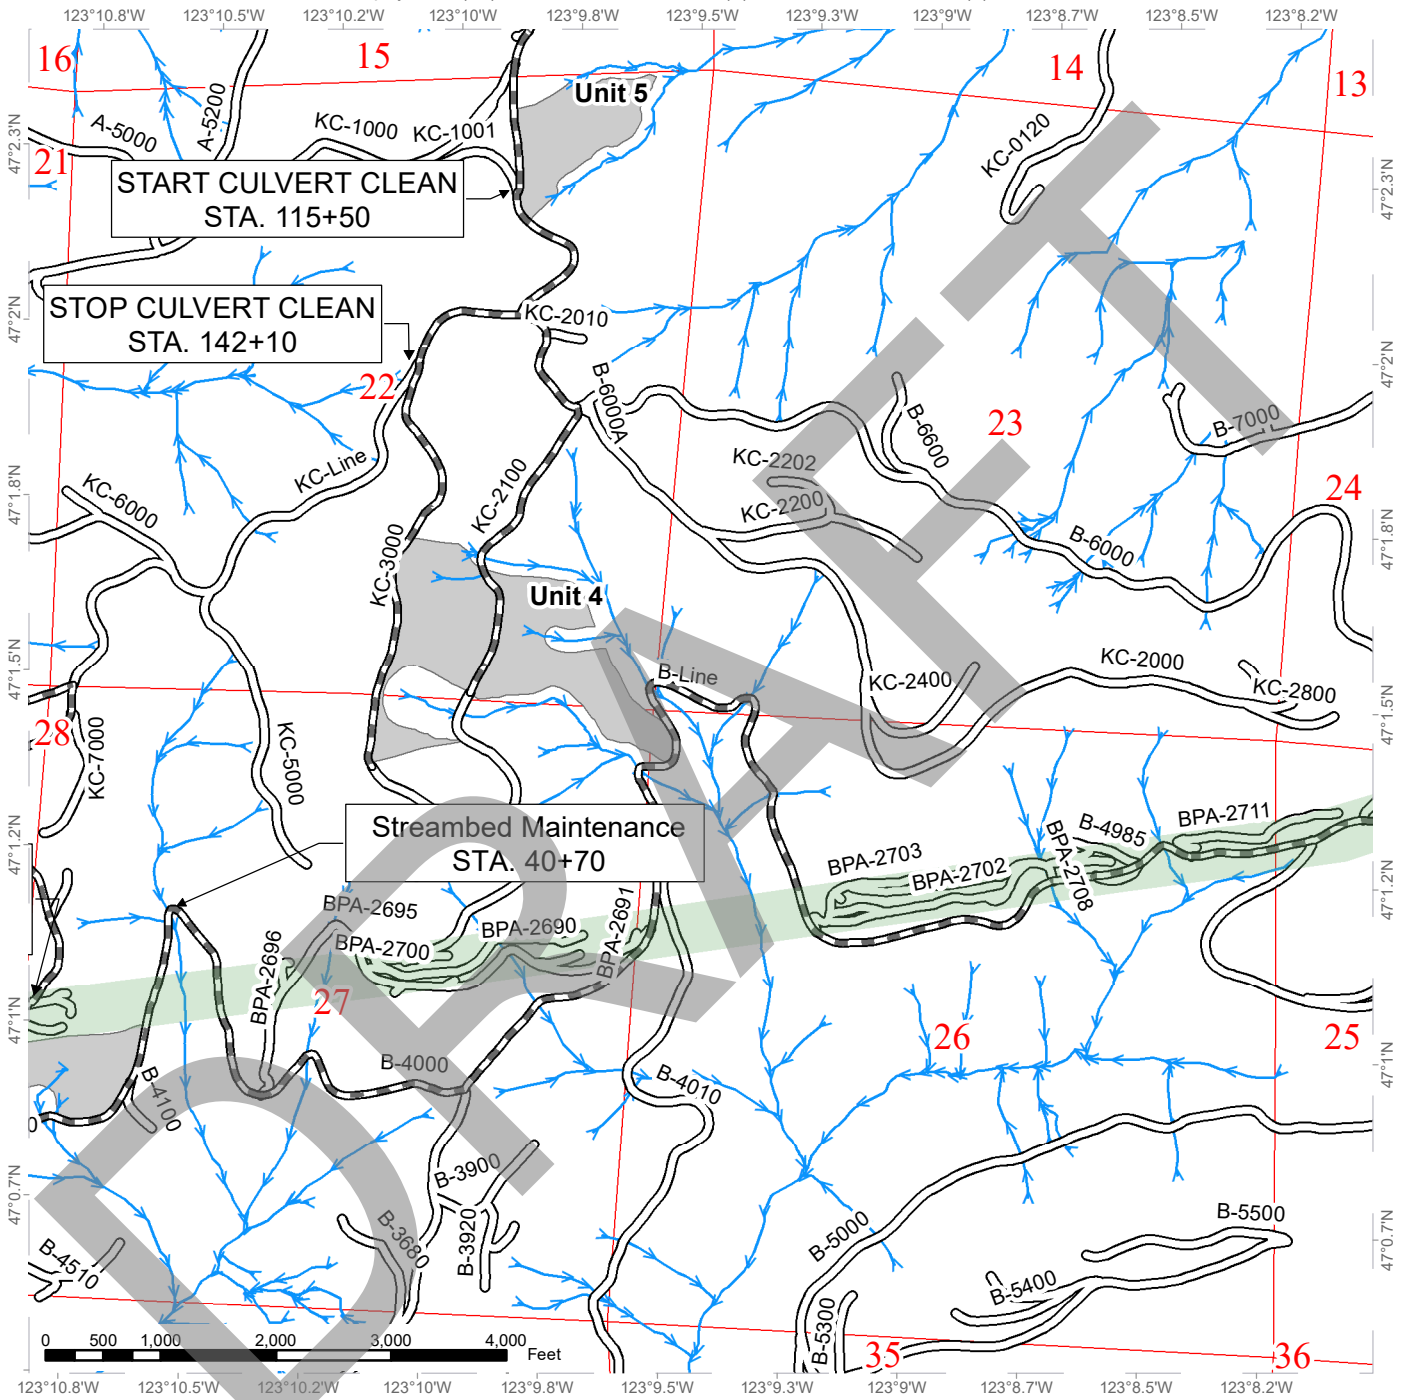 123°10.8'W 123°10.5'W 123°10.2'W 123°10'W 123°9.8'W 123°9.5'W 123°9.3'W 123°9'W 123°8.7'W 123°8.5'W 123°8.2'W
16
15
14
13
Unit 5
A-5000
A-5200
KC-1000
KC-1001
KC-0120
47°2.3'N
47°2.3'N
21
START CULVERT CLEAN
STA. 115+50
STOP CULVERT CLEAN
STA. 142+10
47°2'N
47°2'N
KC-2010
22
B-6000A
B-6600
23
B-7000
KC-Line
KC-2202
KC-2200
KC-2100
KC-6000
24
47°1.8'N
47°1.8'N
B-6000
KC-3000
Unit 4
47°1.5'N
47°1.5'N
B-Line
KC-2400
KC-2000
KC-2800
28
KC-7000
KC-5000
Streambed Maintenance
STA. 40+70
47°1.2'N
47°1.2'N
BPA-2711
B-4985
BPA-2703
BPA-2702
BPA-2708
BPA-2695
BPA-2690
BPA-2691
BPA-2700
BPA-2696
27
26
25
47°1'N
47°1'N
B-4000
B-4010
B-4100
0
B-3900
B-3920
B-3680
47°0.7'N
47°0.7'N
B-4510
B-5000
B-5500
B-5400
B-5300
35
36
0 500 1,000 2,000 3,000 4,000
Feet
123°10.8'W 123°10.5'W 123°10.2'W 123°10'W 123°9.8'W 123°9.5'W 123°9.3'W 123°9'W 123°8.7'W 123°8.5'W 123°8.2'W
DRAFT